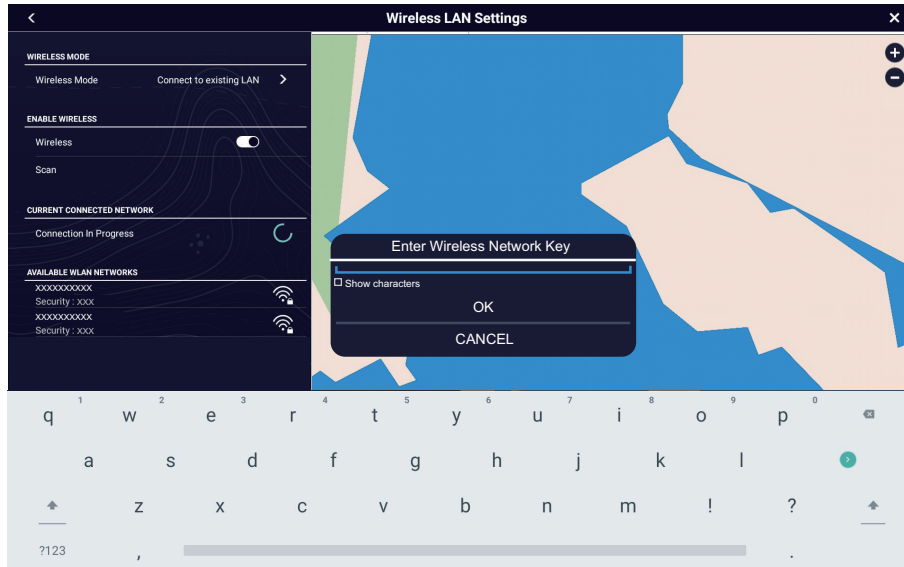 Wireless LAN Settings
WIRELESS MODE
Wireless Mode Connect to existing LAN
ENABLE WIRELESS
Wireless
Scan
CURRENT CONNECTED NETWORK
Connection In Progress
AVAILABLE WLAN NETWORKS
XXXXXXXXXX
Security : XXX
XXXXXXXXXX
Security : XXX
Enter Wireless Network Key
Show characters
OK
CANCEL
q 1 w 2 e 3 r 4 t 5 y 6 u 7 i 8 o 9 p 0
a s d f g h j k l
z x c v b n m ! ?
?123 , .